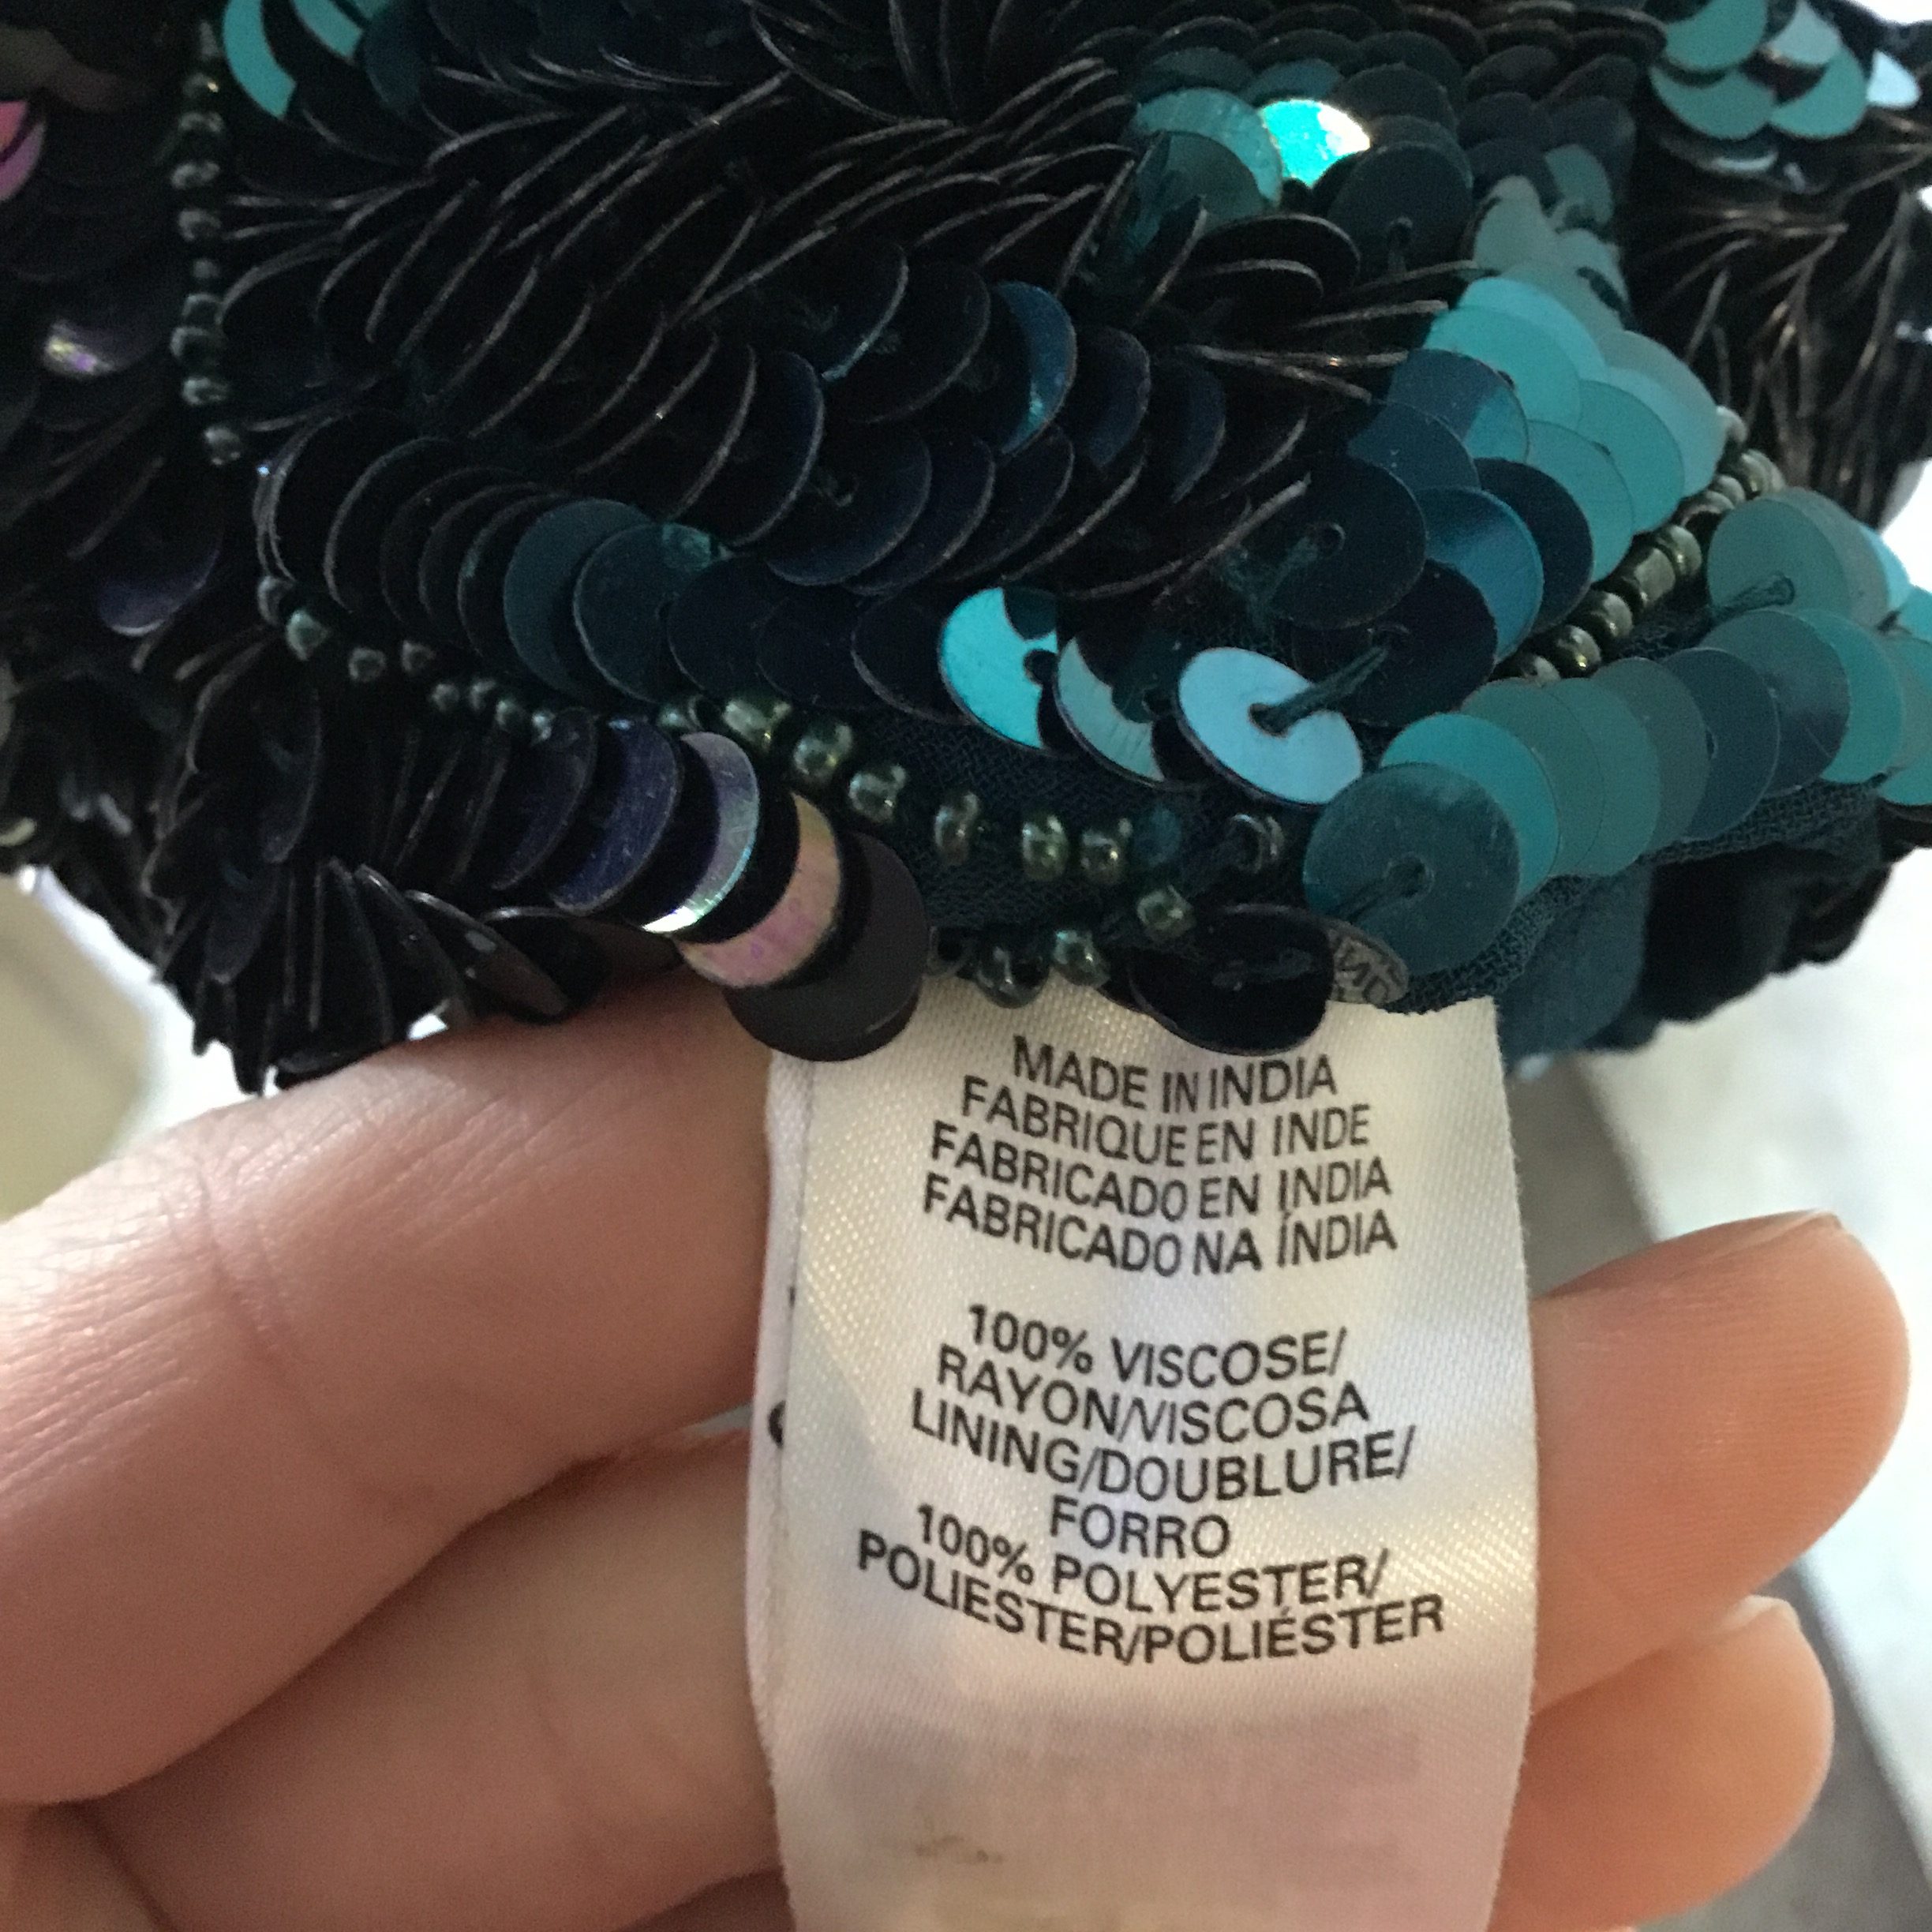 MADE IN INDIA
FABRIQUE EN INDE
FABRICADO EN INDIA
FABRICADO NA ÍNDIA
100% VISCOSE/
RAYON/VISCOSA
LINING/DOUBLURE/
FORRO
100% POLYESTER/
POLIESTER/POLIÉSTER